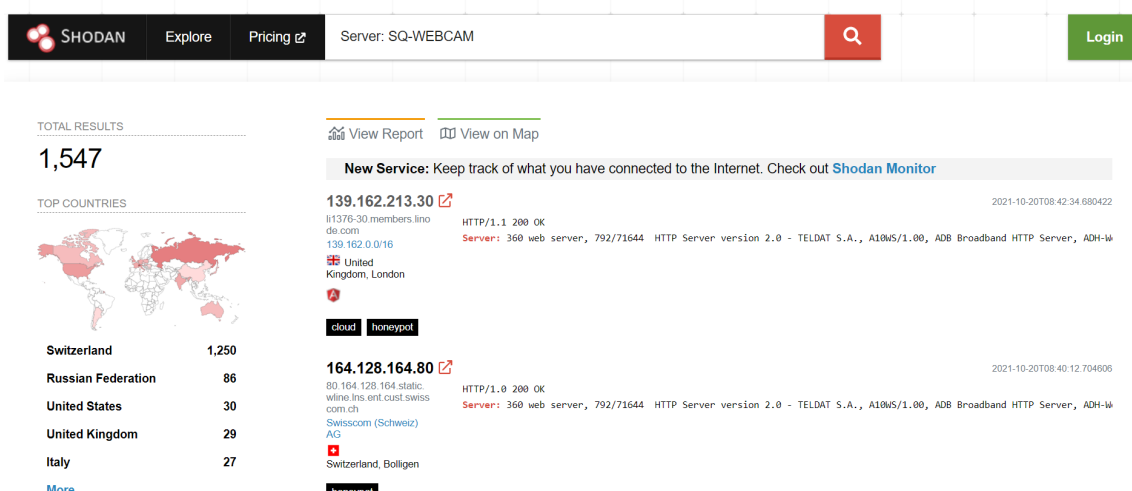 SHODAN Explore Pricing Server: SQ-WEBCAM Login
TOTAL RESULTS
1,547
TOP COUNTRIES
Switzerland 1,250
Russian Federation 86
United States 30
United Kingdom 29
Italy 27
More
View Report View on Map
New Service: Keep track of what you have connected to the Internet. Check out Shodan Monitor
139.162.213.30 2021-10-20T08:42:34.680422
li1376-30.members.lino
de.com
139.162.0.0/16
United
Kingdom, London
cloud honeypot
HTTP/1.1 200 OK
Server: 360 web server, 792/71644 HTTP Server version 2.0 - TELDAT S.A., A10WS/1.00, ADB Broadband HTTP Server, ADH-W
164.128.164.80 2021-10-20T08:40:12.704606
80.164.128.164.static.
wline.lns.ent.cust.swiss
com.ch
Swisscom (Schweiz)
AG
Switzerland, Bolligen
honeypot
HTTP/1.0 200 OK
Server: 360 web server, 792/71644 HTTP Server version 2.0 - TELDAT S.A., A10WS/1.00, ADB Broadband HTTP Server, ADH-W